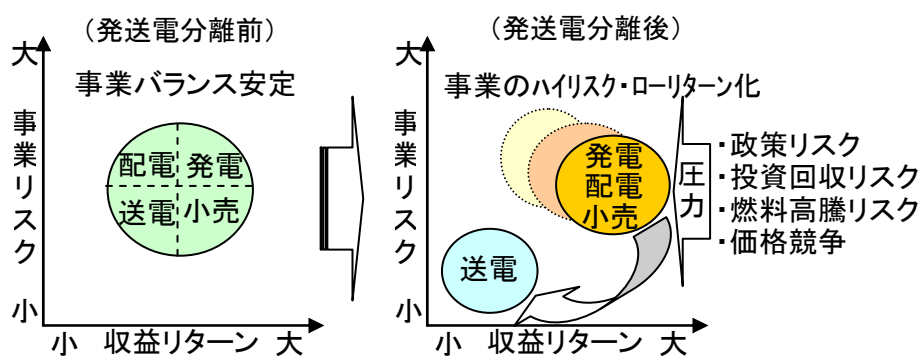 (発送電分離前)
大
事業バランス安定
事業リスク
配電 発電
送電 小売
小
小 収益リターン 大
(発送電分離後)
大
事業のハイリスク・ローリターン化
事業リスク
発電
配電
小売
送電
圧力
・政策リスク
・投資回収リスク
・燃料高騰リスク
・価格競争
小
小 収益リターン 大